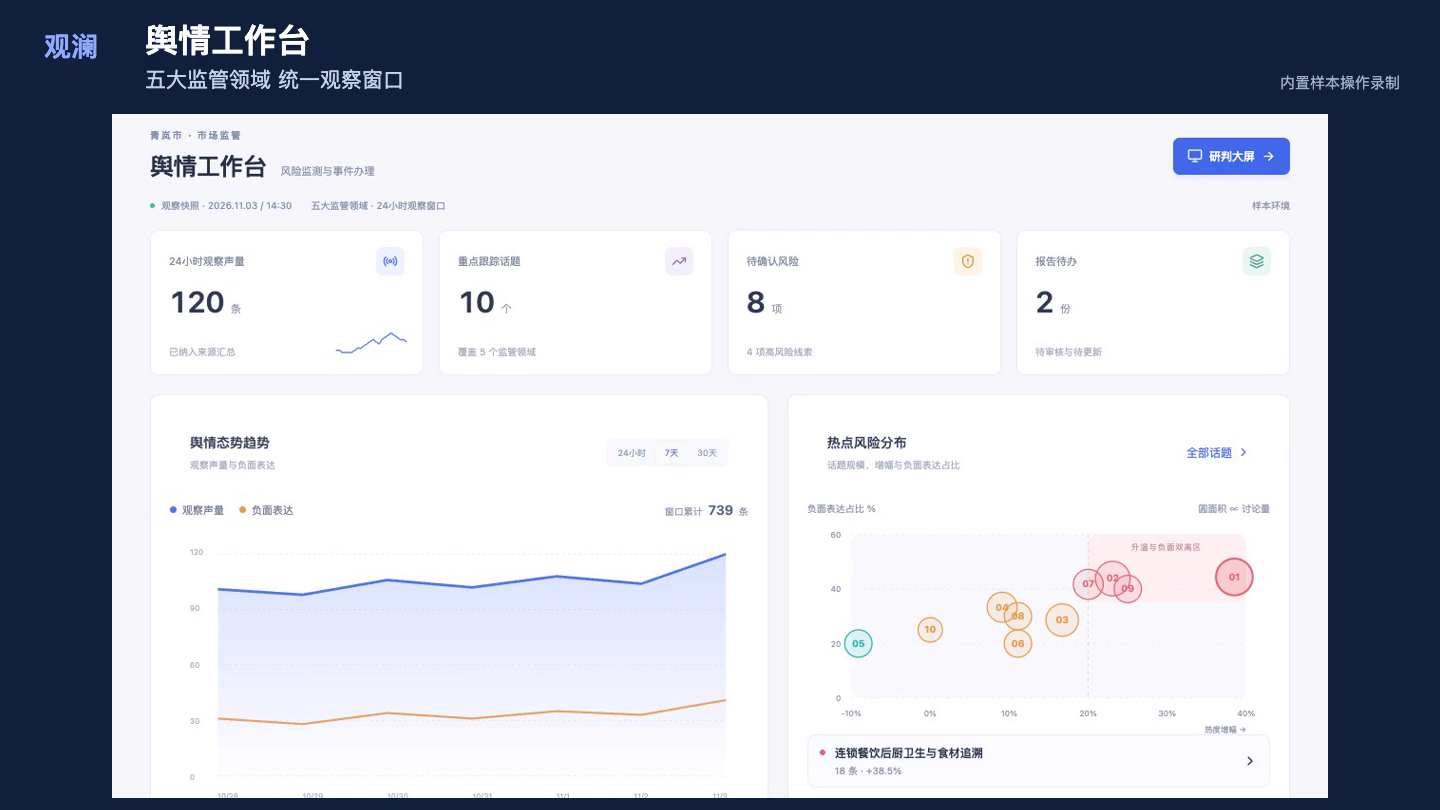 观澜
舆情工作台
五大监管领域 统一观察窗口
内置样本操作录制
青岚市 · 市场监管
舆情工作台
风险监测与事件办理
研判大屏 →
观察快照 · 2026.11.03 / 14:30
五大监管领域 · 24小时观察窗口
样本环境
24小时观察声量
120 条
已纳入来源汇总
重点跟踪话题
10 个
覆盖 5 个监管领域
待确认风险
8 项
4 项高风险线索
报告待办
2 份
待审核与待更新
舆情态势趋势
观察声量与负面表达
24小时 7天 30天
观察声量 负面表达
窗口累计 739 条
120
90
60
30
0
10/28 10/29 10/30 10/31 11/1 11/2 11/3
热点风险分布
话题规模、增幅与负面表达占比
全部话题
负面表达占比 %
圆面积 ∝ 讨论量
60
升温与负面双高区
40
20
0
01
02
07
09
04
08
03
10
06
05
-10% 0% 10% 20% 30% 40%
热度增幅 →
连锁餐饮后厨卫生与食材追溯
18 条 · +38.5%